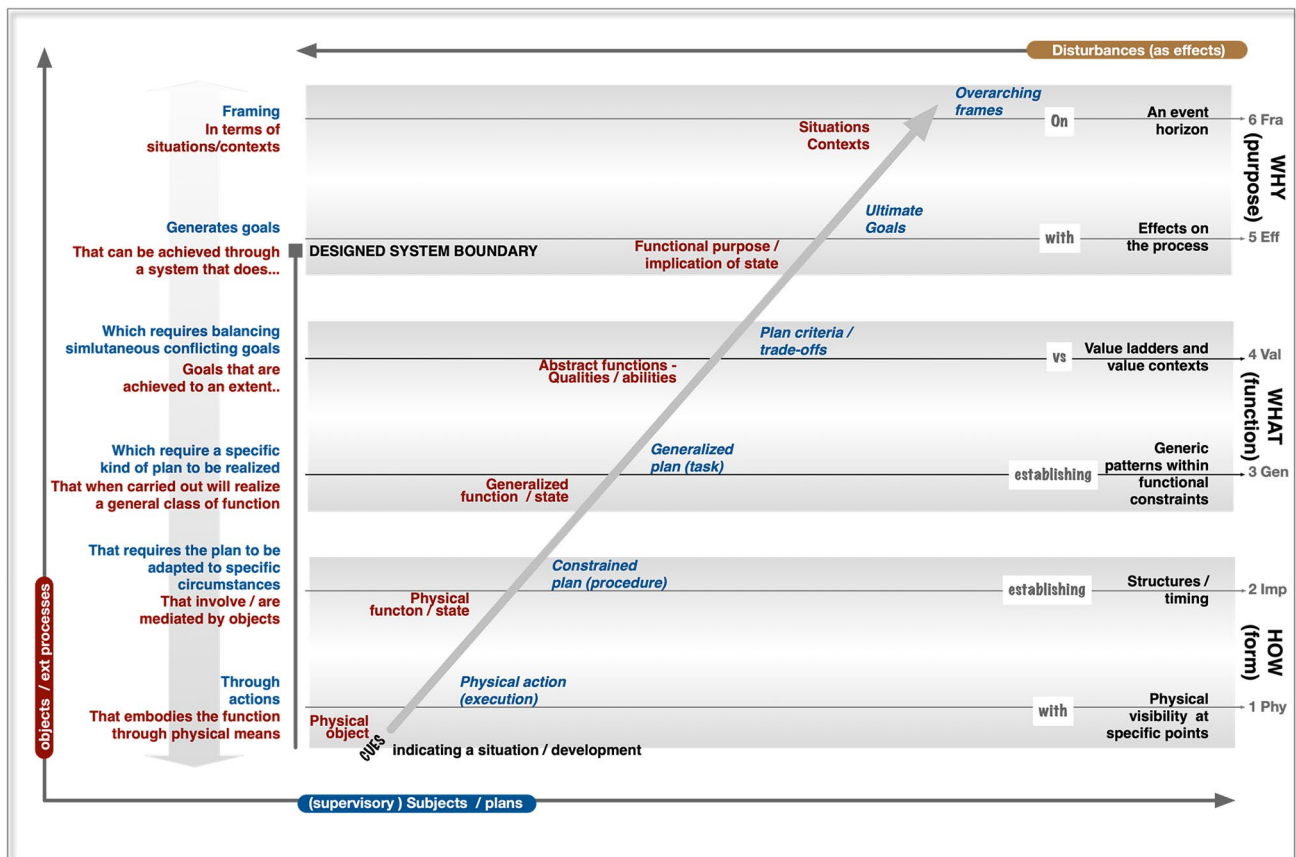 Disturbances (as effects)
Framing
In terms of
situations/contexts
Overarching
frames
Situations
Contexts
On
An event
horizon
6 Fra
Generates goals
That can be achieved through
a system that does...
DESIGNED SYSTEM BOUNDARY
Ultimate
Goals
Functional purpose /
implication of state
with
Effects on
the process
5 Eff
WHY
(purpose)
Which requires balancing
simlutaneous conflicting goals
Goals that are
achieved to an extent..
Plan criteria /
trade-offs
Abstract functions -
Qualities / abilities
vs
Value ladders and
value contexts
4 Val
Which require a specific
kind of plan to be realized
That when carried out will realize
a general class of function
Generalized
plan (task)
Generalized
function / state
establishing
Generic
patterns within
functional
constraints
3 Gen
WHAT
(function)
That requires the plan to be
adapted to specific
circumstances
That involve / are
mediated by objects
Constrained
plan (procedure)
Physical
functon / state
establishing
Structures /
timing
2 Imp
Through
actions
That embodies the function
through physical means
Physical action
(execution)
Physical
object
with
Physical
visibility at
specific points
1 Phy
HOW
(form)
CUES
indicating a situation / development
objects / ext processes
(supervisory ) Subjects / plans